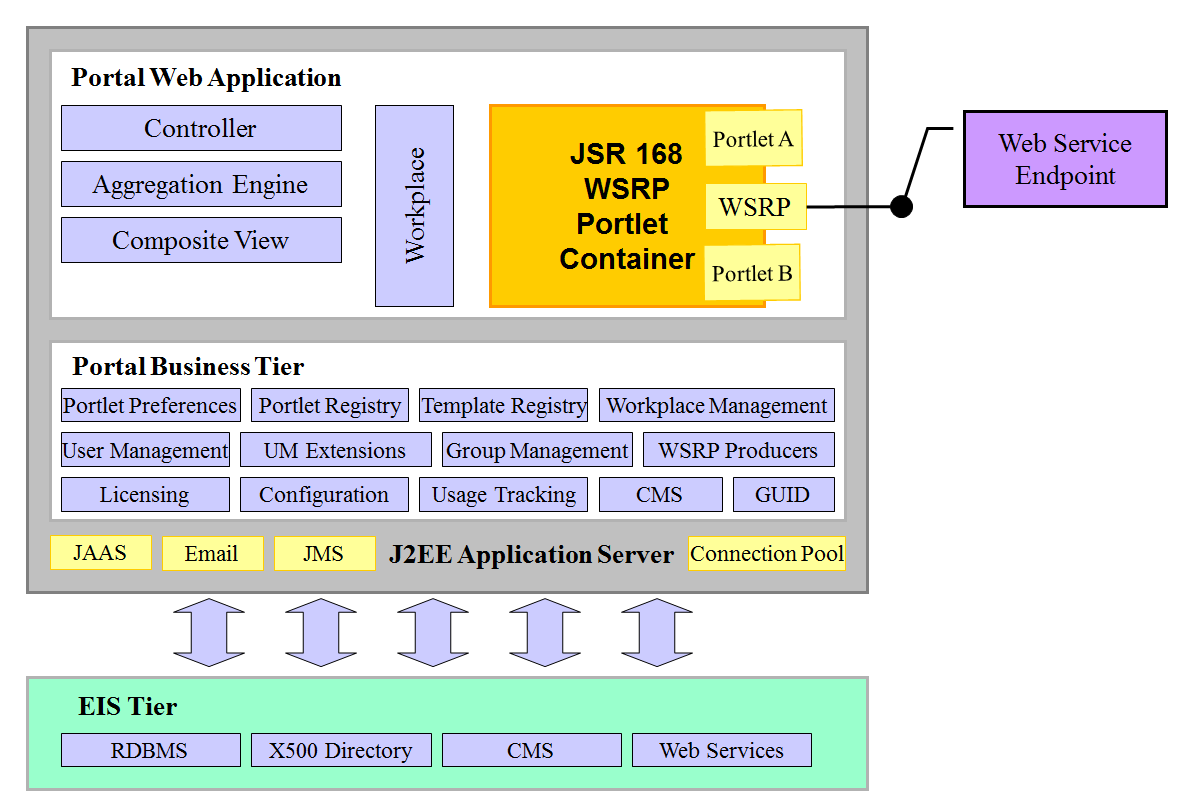 Portal Web Application
Controller
Aggregation Engine
Composite View
Workplace
JSR 168
WSRP
Portlet
Container
Portlet A
WSRP
Portlet B
Web Service
Endpoint
Portal Business Tier
Portlet Preferences
Portlet Registry
Template Registry
Workplace Management
User Management
UM Extensions
Group Management
WSRP Producers
Licensing
Configuration
Usage Tracking
CMS
GUID
JAAS
Email
JMS
J2EE Application Server
Connection Pool
EIS Tier
RDBMS
X500 Directory
CMS
Web Services